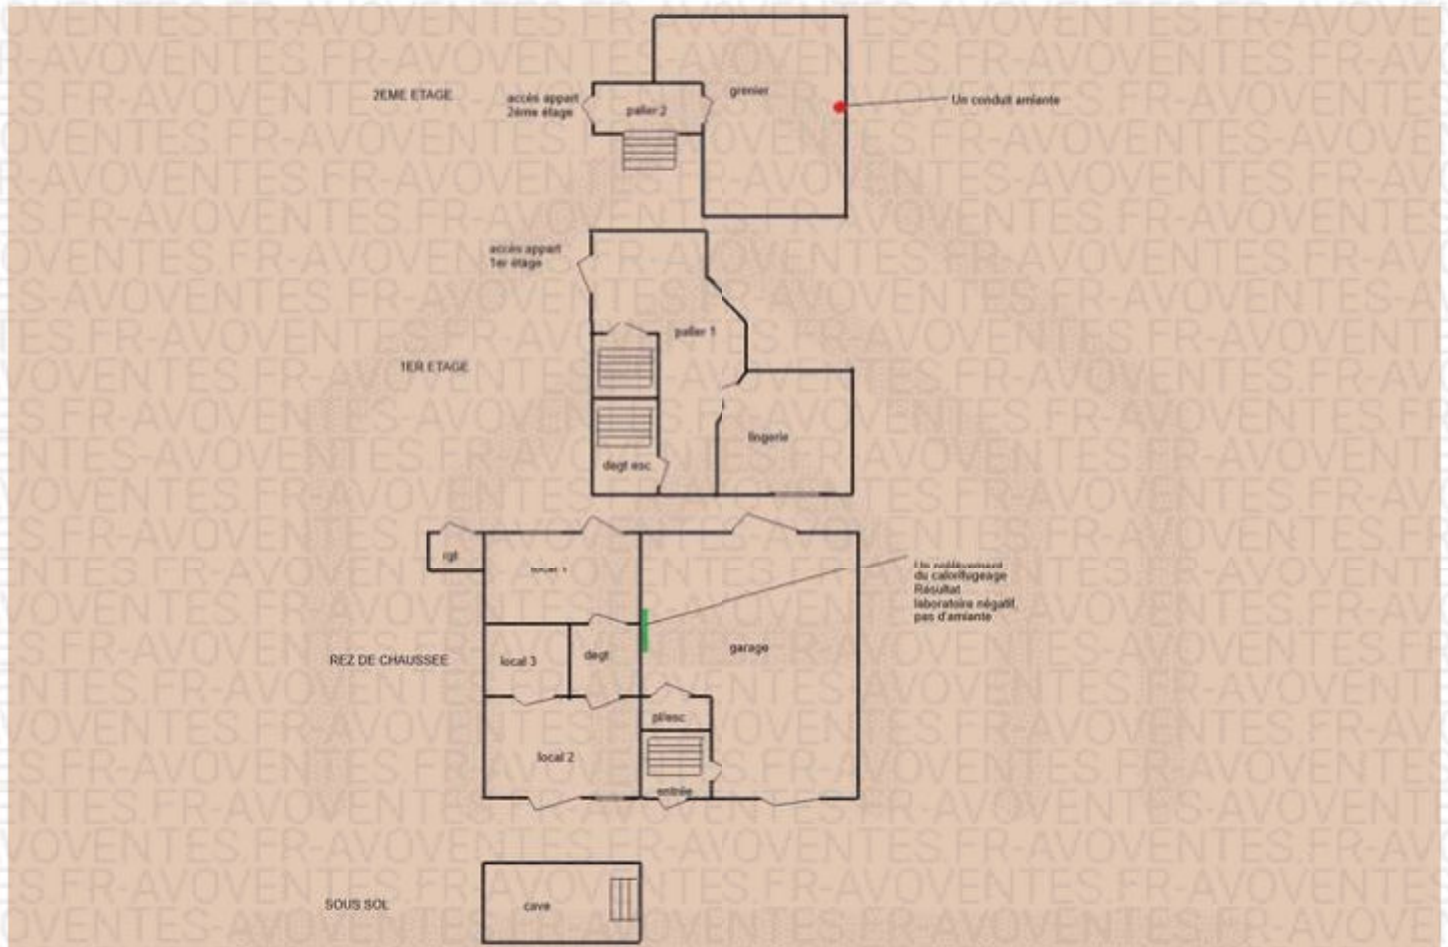 2EME ETAGE
accès appart
2ème étage
palier 2
grenier
Un conduit amiante
accès appart
1er étage
1ER ETAGE
palier 1
lingerie
degt esc
rgt
du calorifugeage
Résultat
laboratoire négatif,
pas d'amiante
REZ DE CHAUSSEE
local 3
degt
garage
pl/esc
local 2
entrée
SOUS SOL
cave